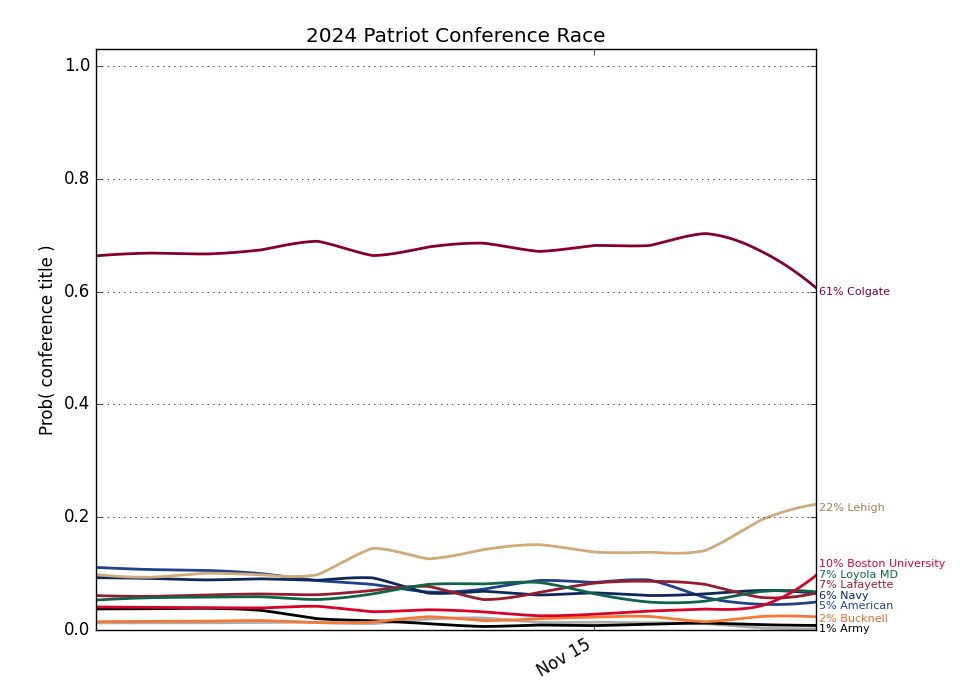 2024 Patriot Conference Race
Prob( conference title )
1.0
0.8
0.6
0.4
0.2
0.0
Nov 15
61% Colgate
22% Lehigh
10% Boston University
7% Loyola MD
7% Lafayette
6% Navy
5% American
2% Bucknell
1% Army